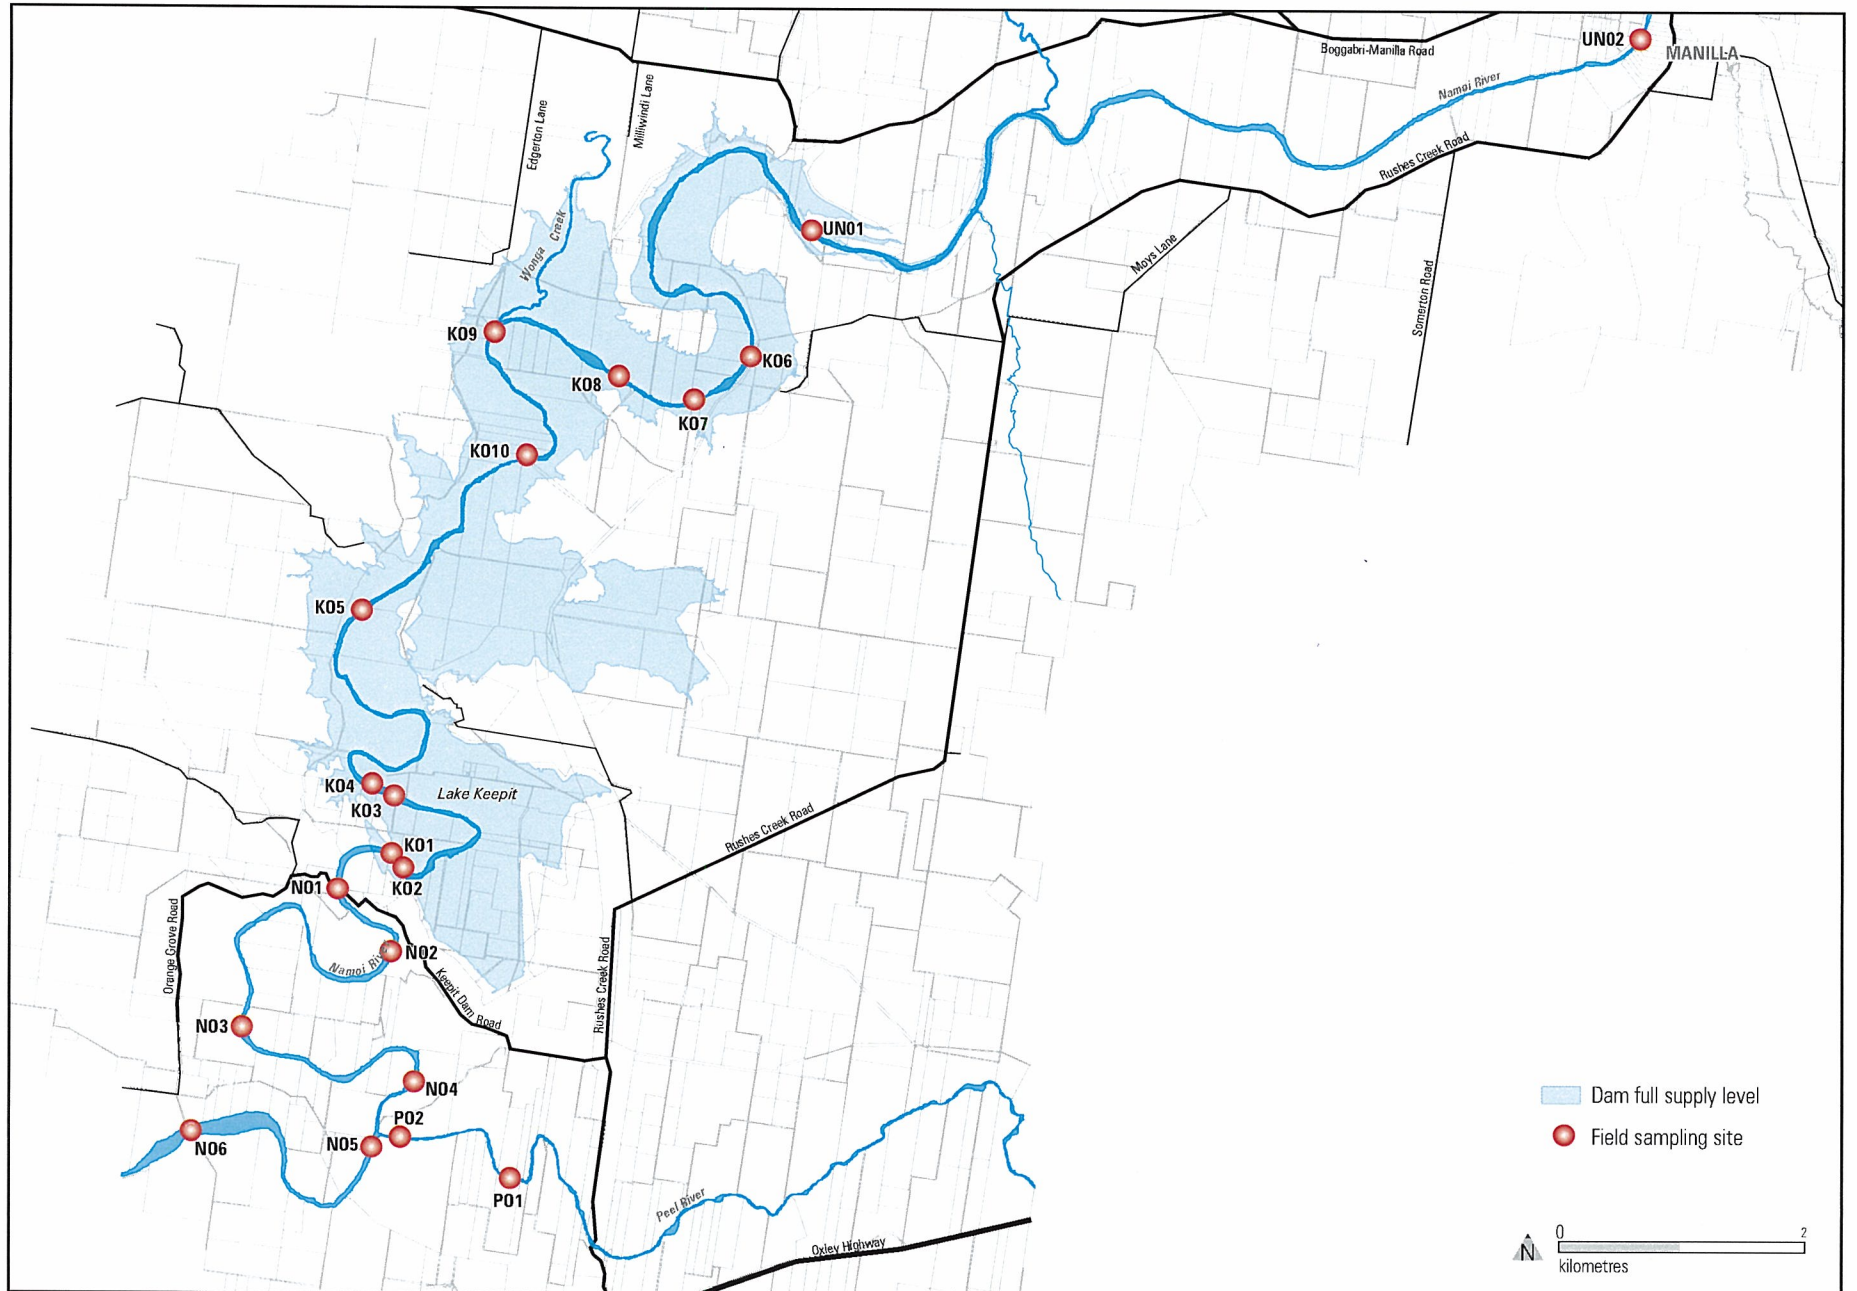 UN02
MANILLA
Boggabri-Manilla Road
Namoi River
Rushes Creek Road
Edgerton Lane
Milliwindi Lane
Wonga Creek
UN01
Moys Lane
Somerton Road
K09
K06
K08
K07
K010
K05
K04
K03
Lake Keepit
K01
K02
Rushes Creek Road
N01
N02
Namoi River
Orange Grove Road
Keepit Dam Road
Rushes Creek Road
N03
N04
P02
N05
N06
P01
Peel River
Oxley Highway
Dam full supply level
Field sampling site
N
0 2
kilometres